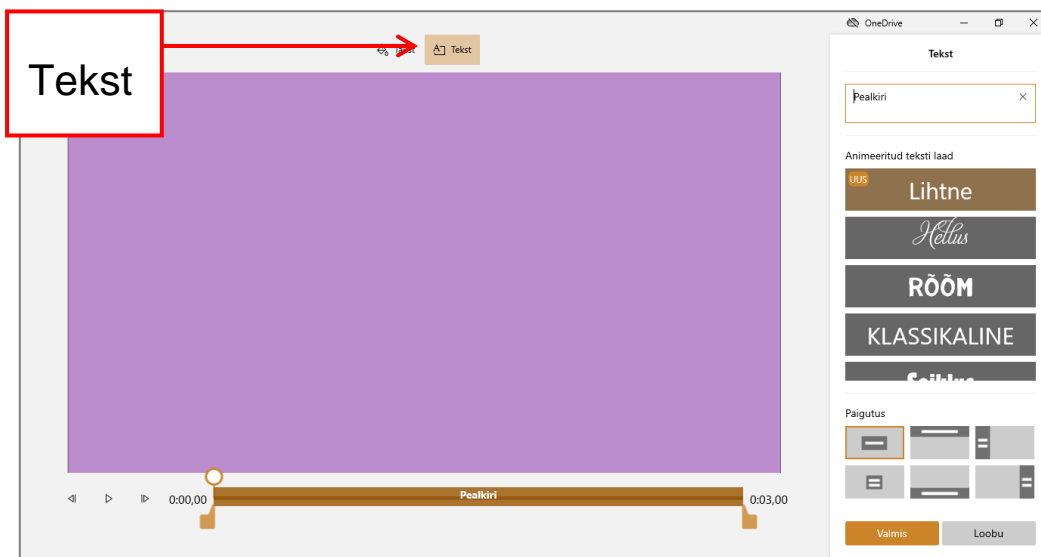 OneDrive
Tekst
Tekst
Tekst
Pealkiri
Animeeritud teksti laad
UUS
Lihtne
Hellus
RÕÕM
KLASSIKALINE
Seiklus
Paigutus
0:00,00
Pealkiri
0:03,00
Valmis
Loobu